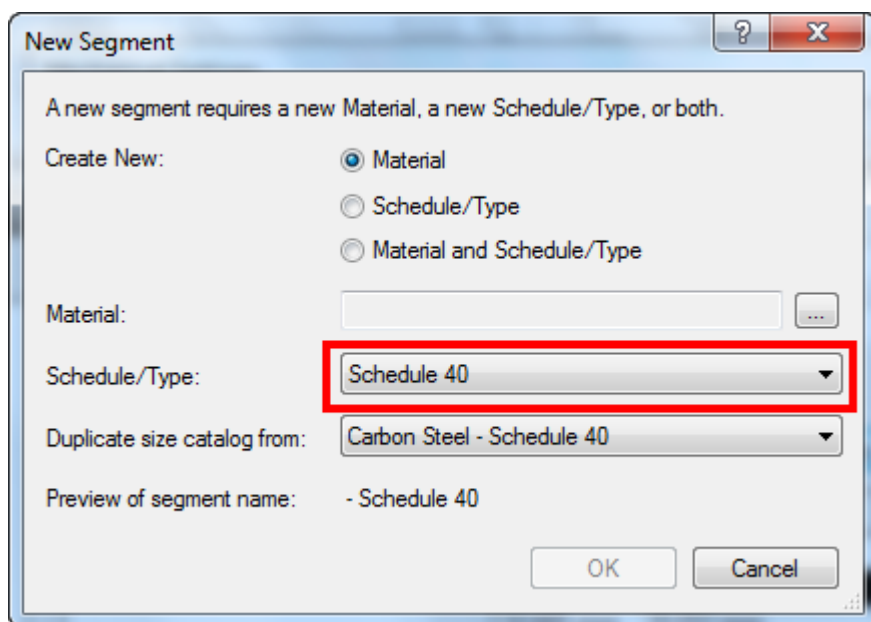 New Segment
A new segment requires a new Material, a new Schedule/Type, or both.
Create New:
Material
Schedule/Type
Material and Schedule/Type
Material:
...
Schedule/Type:
Schedule 40
Duplicate size catalog from:
Carbon Steel - Schedule 40
Preview of segment name:
- Schedule 40
OK
Cancel